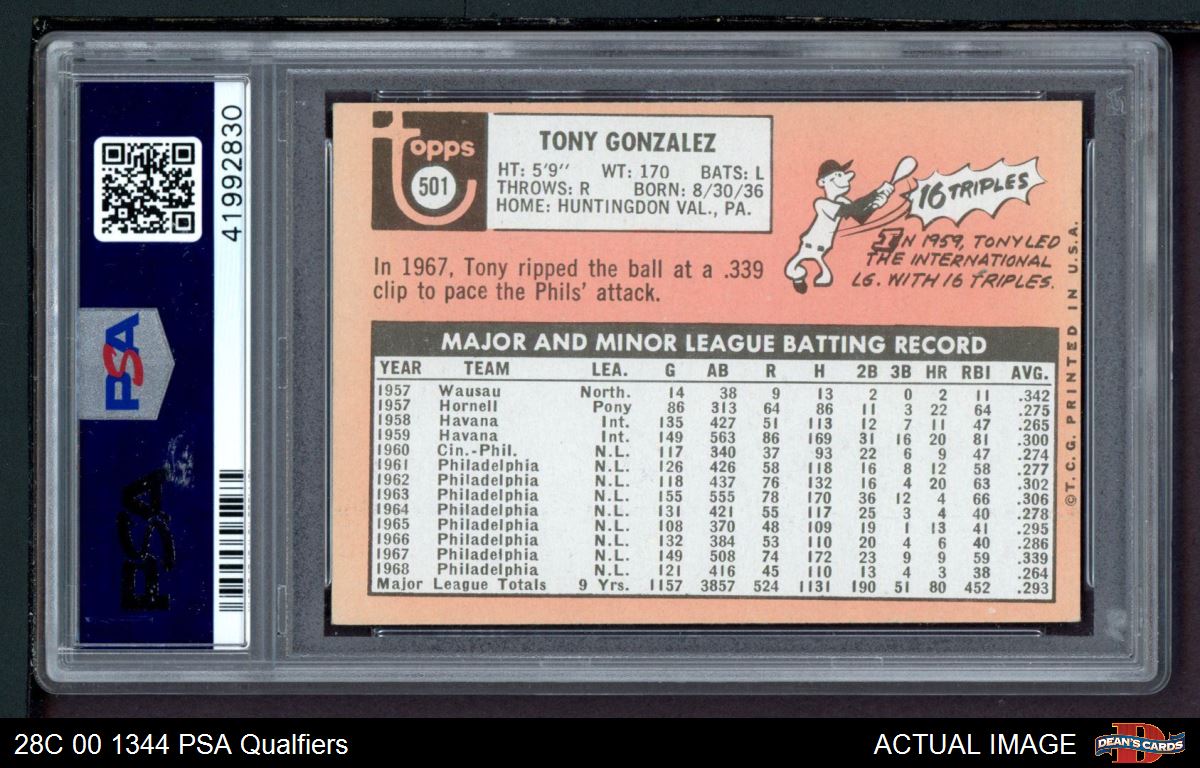 41992830
PSA
PSA
topps
501
TONY GONZALEZ
HT: 5'9'' WT: 170 BATS: L
THROWS: R BORN: 8/30/36
HOME: HUNTINGDON VAL., PA.
16 TRIPLES
IN 1959, TONY LED
THE INTERNATIONAL
LG. WITH 16 TRIPLES.
In 1967, Tony ripped the ball at a .339
clip to pace the Phils' attack.
MAJOR AND MINOR LEAGUE BATTING RECORD
YEAR TEAM LEA. G AB R H 2B 3B HR RBI AVG.
1957 Wausau North. 14 38 9 13 2 0 2 11 .342
1957 Hornell Pony 86 313 64 86 11 3 22 64 .275
1958 Havana Int. 135 427 51 113 12 7 11 47 .265
1959 Havana Int. 149 563 86 169 31 16 20 81 .300
1960 Cin.-Phil. N.L. 117 340 37 93 22 6 9 47 .274
1961 Philadelphia N.L. 126 426 58 118 16 8 12 58 .277
1962 Philadelphia N.L. 118 437 76 132 16 4 20 63 .302
1963 Philadelphia N.L. 155 555 78 170 36 12 4 66 .306
1964 Philadelphia N.L. 131 421 55 117 25 3 4 40 .278
1965 Philadelphia N.L. 108 370 48 109 19 1 13 41 .295
1966 Philadelphia N.L. 132 384 53 110 20 4 6 40 .286
1967 Philadelphia N.L. 149 508 74 172 23 9 9 59 .339
1968 Philadelphia N.L. 121 416 45 110 13 4 3 38 .264
Major League Totals 9 Yrs. 1157 3857 524 1131 190 51 80 452 .293
©T.C.G. PRINTED IN U.S.A.
28C 00 1344 PSA Qualfiers
ACTUAL IMAGE
DEAN'S CARDS